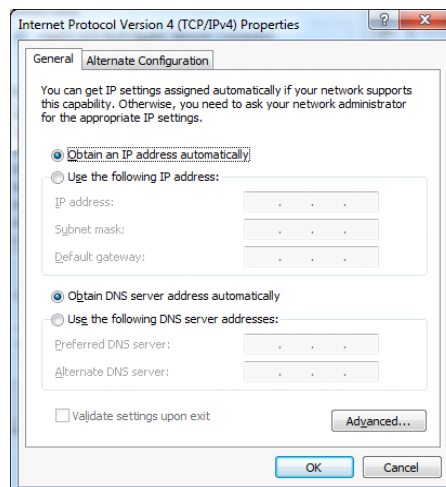 Internet Protocol Version 4 (TCP/IPv4) Properties
General
Alternate Configuration
You can get IP settings assigned automatically if your network supports
this capability. Otherwise, you need to ask your network administrator
for the appropriate IP settings.
Obtain an IP address automatically
Use the following IP address:
IP address:
. . .
Subnet mask:
. . .
Default gateway:
. . .
Obtain DNS server address automatically
Use the following DNS server addresses:
Preferred DNS server:
. . .
Alternate DNS server:
. . .
Validate settings upon exit
Advanced...
OK
Cancel